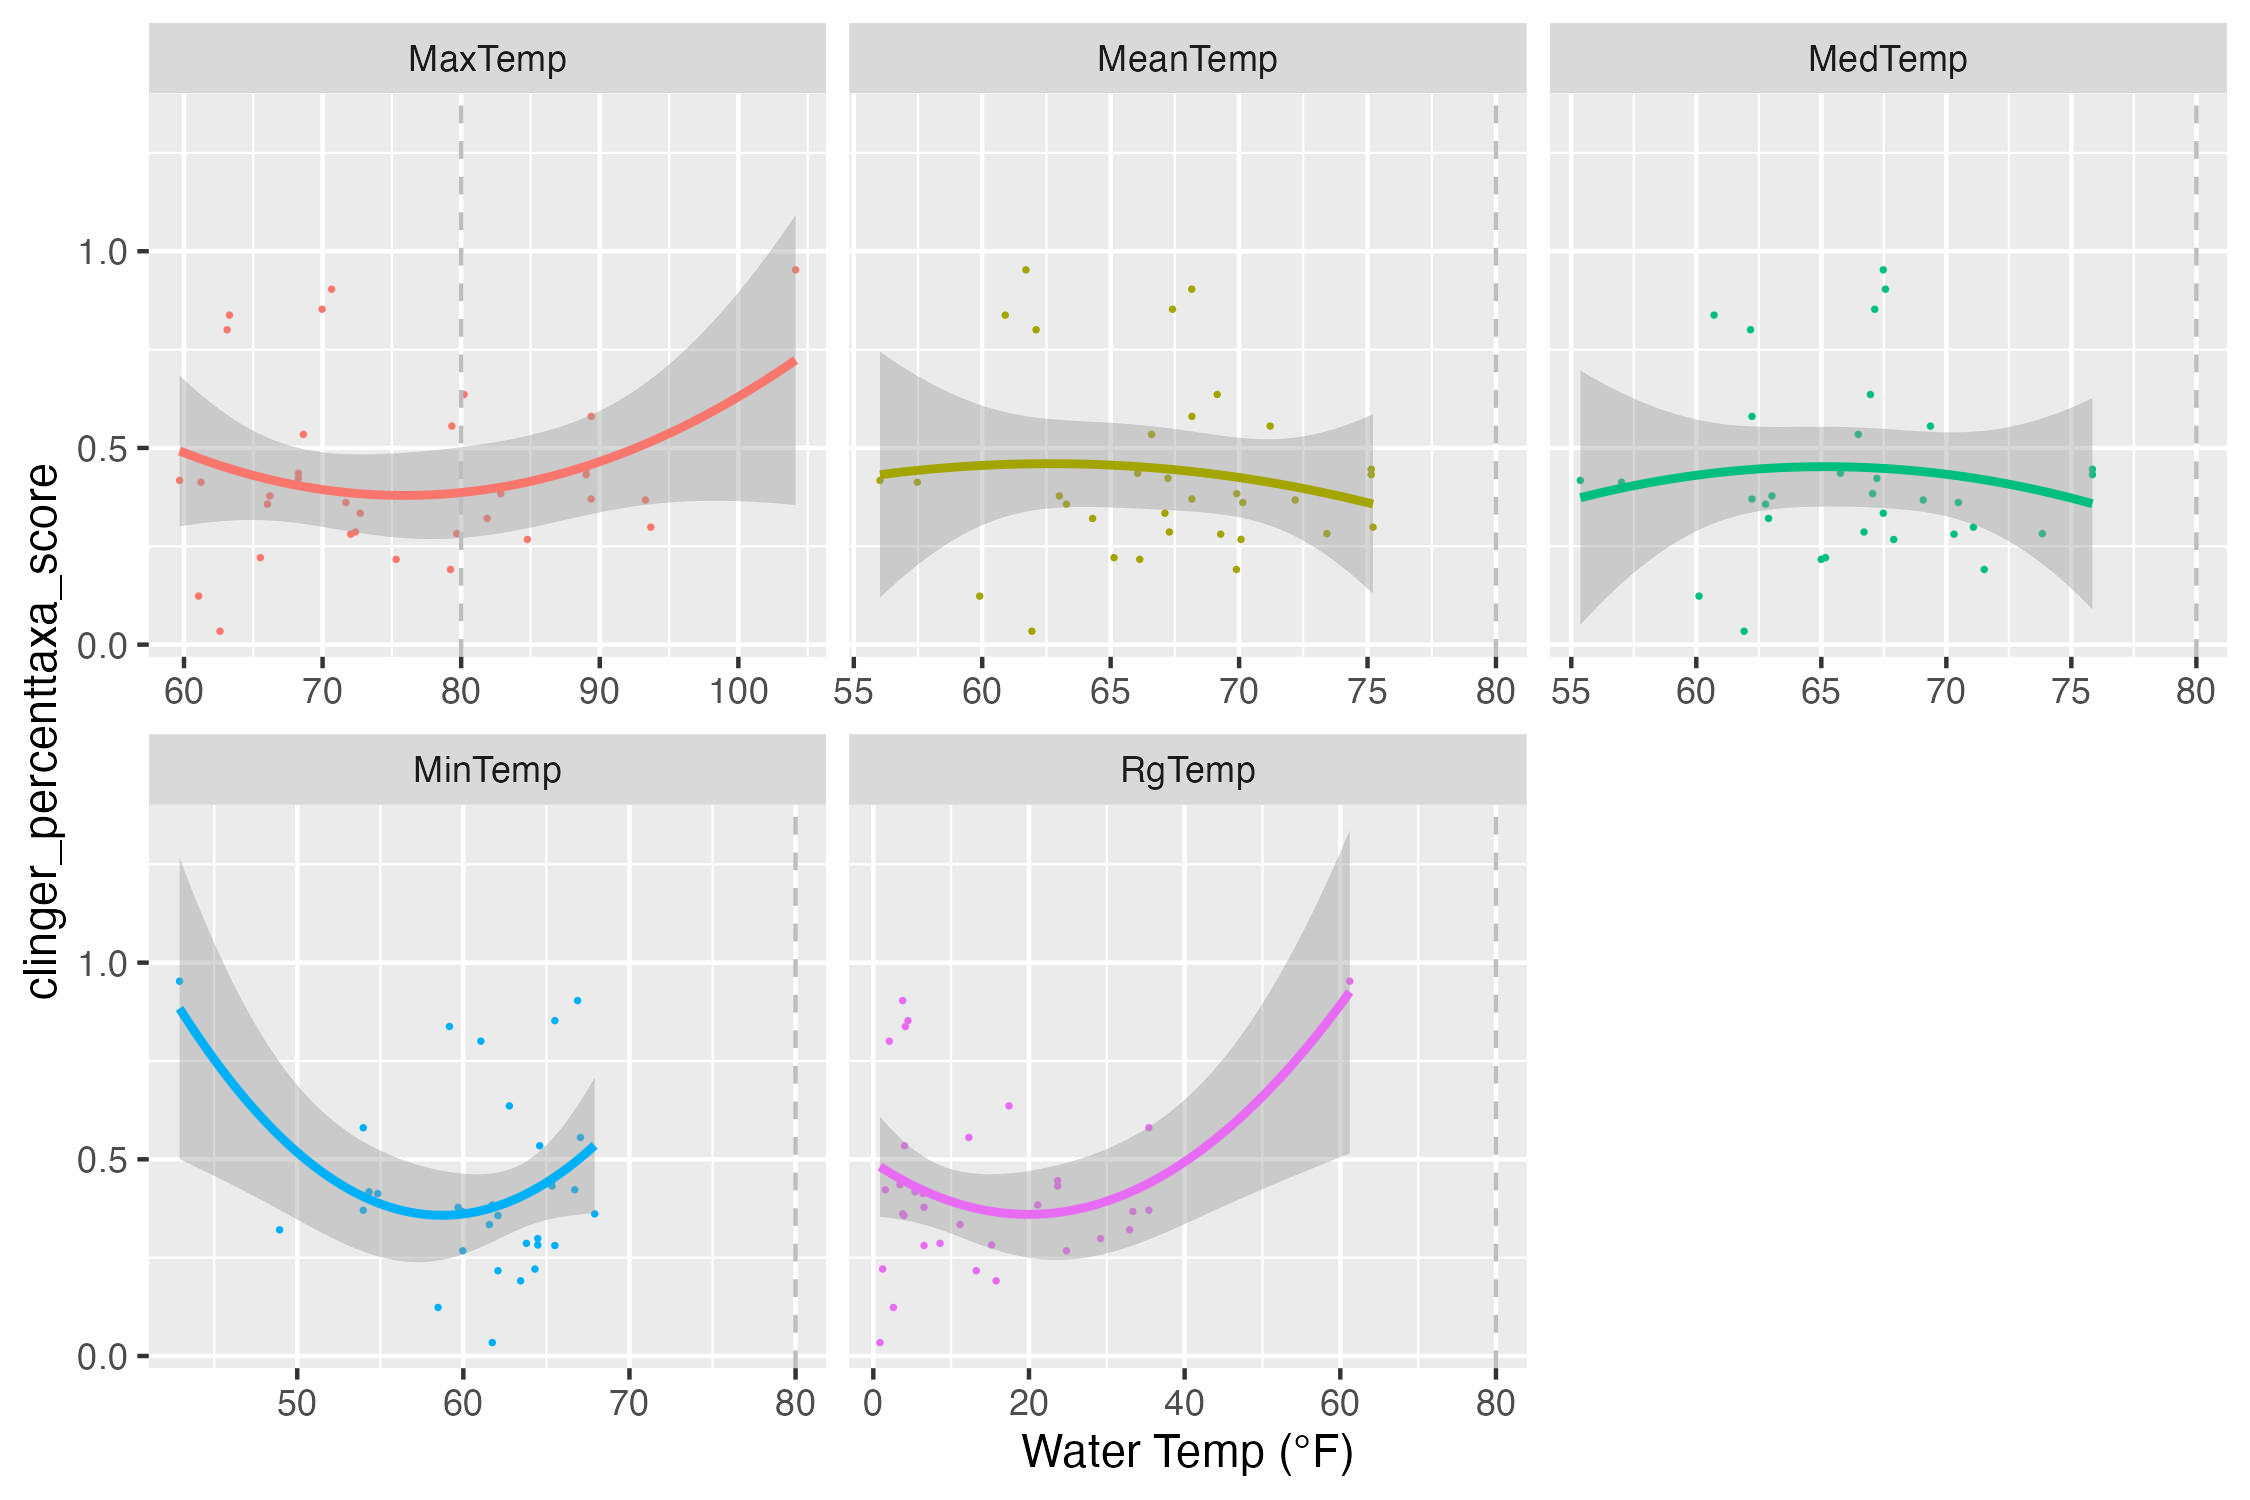 MaxTemp
MeanTemp
MedTemp
1.0
0.5
0.0
60 70 80 90 100
55 60 65 70 75 80
55 60 65 70 75 80
clinger_percenttaxa_score
MinTemp
RgTemp
1.0
0.5
0.0
50 60 70 80
0 20 40 60 80
Water Temp (°F)